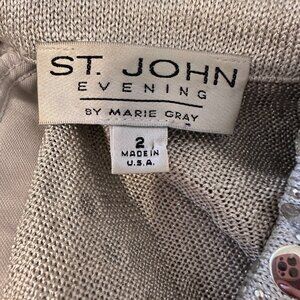 ST. JOHN
EVENING
BY MARIE GRAY
2
MADE IN
U.S.A.